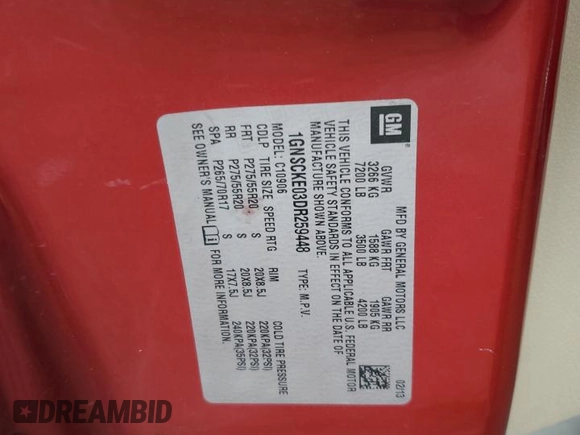 GM
MFD BY GENERAL MOTORS LLC
02/13
GVWR GAWR FRT GAWR RR
3266 KG 1588 KG 1905 KG
7200 LB 3500 LB 4200 LB
THIS VEHICLE CONFORMS TO ALL APPLICABLE U.S. FEDERAL MOTOR
VEHICLE SAFETY STANDARDS IN EFFECT ON THE DATE OF
MANUFACTURE SHOWN ABOVE.
1GNSCKE03DR259448 TYPE: M.P.V.
MODEL: C10906
CDLP TIRE SIZE SPEED RTG RIM COLD TIRE PRESSURE
FRT P275/55R20 S 20X8.5J 220KPA(32PSI)
RR P275/55R20 S 20X8.5J 220KPA(32PSI)
SPA P265/70R17 S 17X7.5J 240KPA(35PSI)
SEE OWNER'S MANUAL i FOR MORE INFORMATION.
DREAMBID